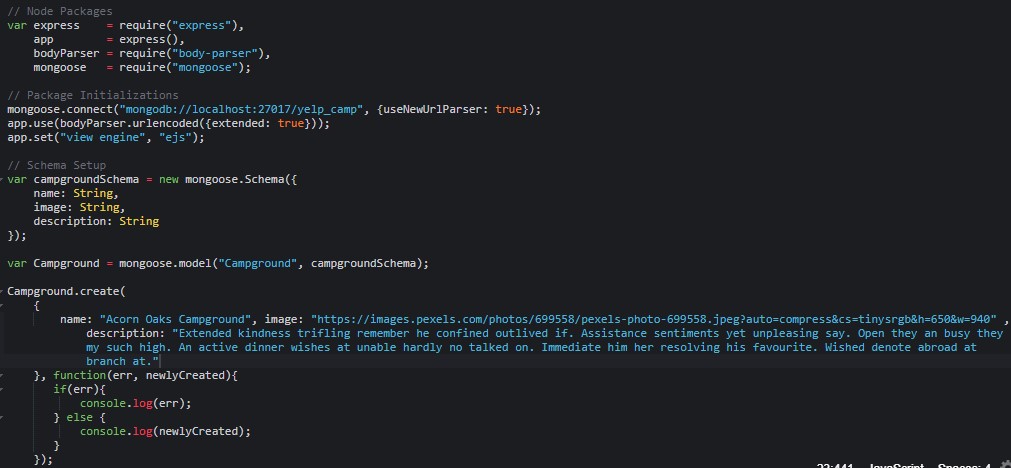 // Node Packages
var express    = require("express"),
    app        = express(),
    bodyParser = require("body-parser"),
    mongoose   = require("mongoose");

// Package Initializations
mongoose.connect("mongodb://localhost:27017/yelp_camp", {useNewUrlParser: true});
app.use(bodyParser.urlencoded({extended: true}));
app.set("view engine", "ejs");

// Schema Setup
var campgroundSchema = new mongoose.Schema({
    name: String,
    image: String,
    description: String
});

var Campground = mongoose.model("Campground", campgroundSchema);

Campground.create(
    {
        name: "Acorn Oaks Campground", image: "https://images.pexels.com/photos/699558/pexels-photo-699558.jpeg?auto=compress&cs=tinysrgb&h=650&w=940" ,
            description: "Extended kindness trifling remember he confined outlived if. Assistance sentiments yet unpleasing say. Open they an busy they
            my such high. An active dinner wishes at unable hardly no talked on. Immediate him her resolving his favourite. Wished denote abroad at
            branch at."
    }, function(err, newlyCreated){
       if(err){
           console.log(err);
       } else {
           console.log(newlyCreated);
       }
    });
JavaScript Spaces: 4